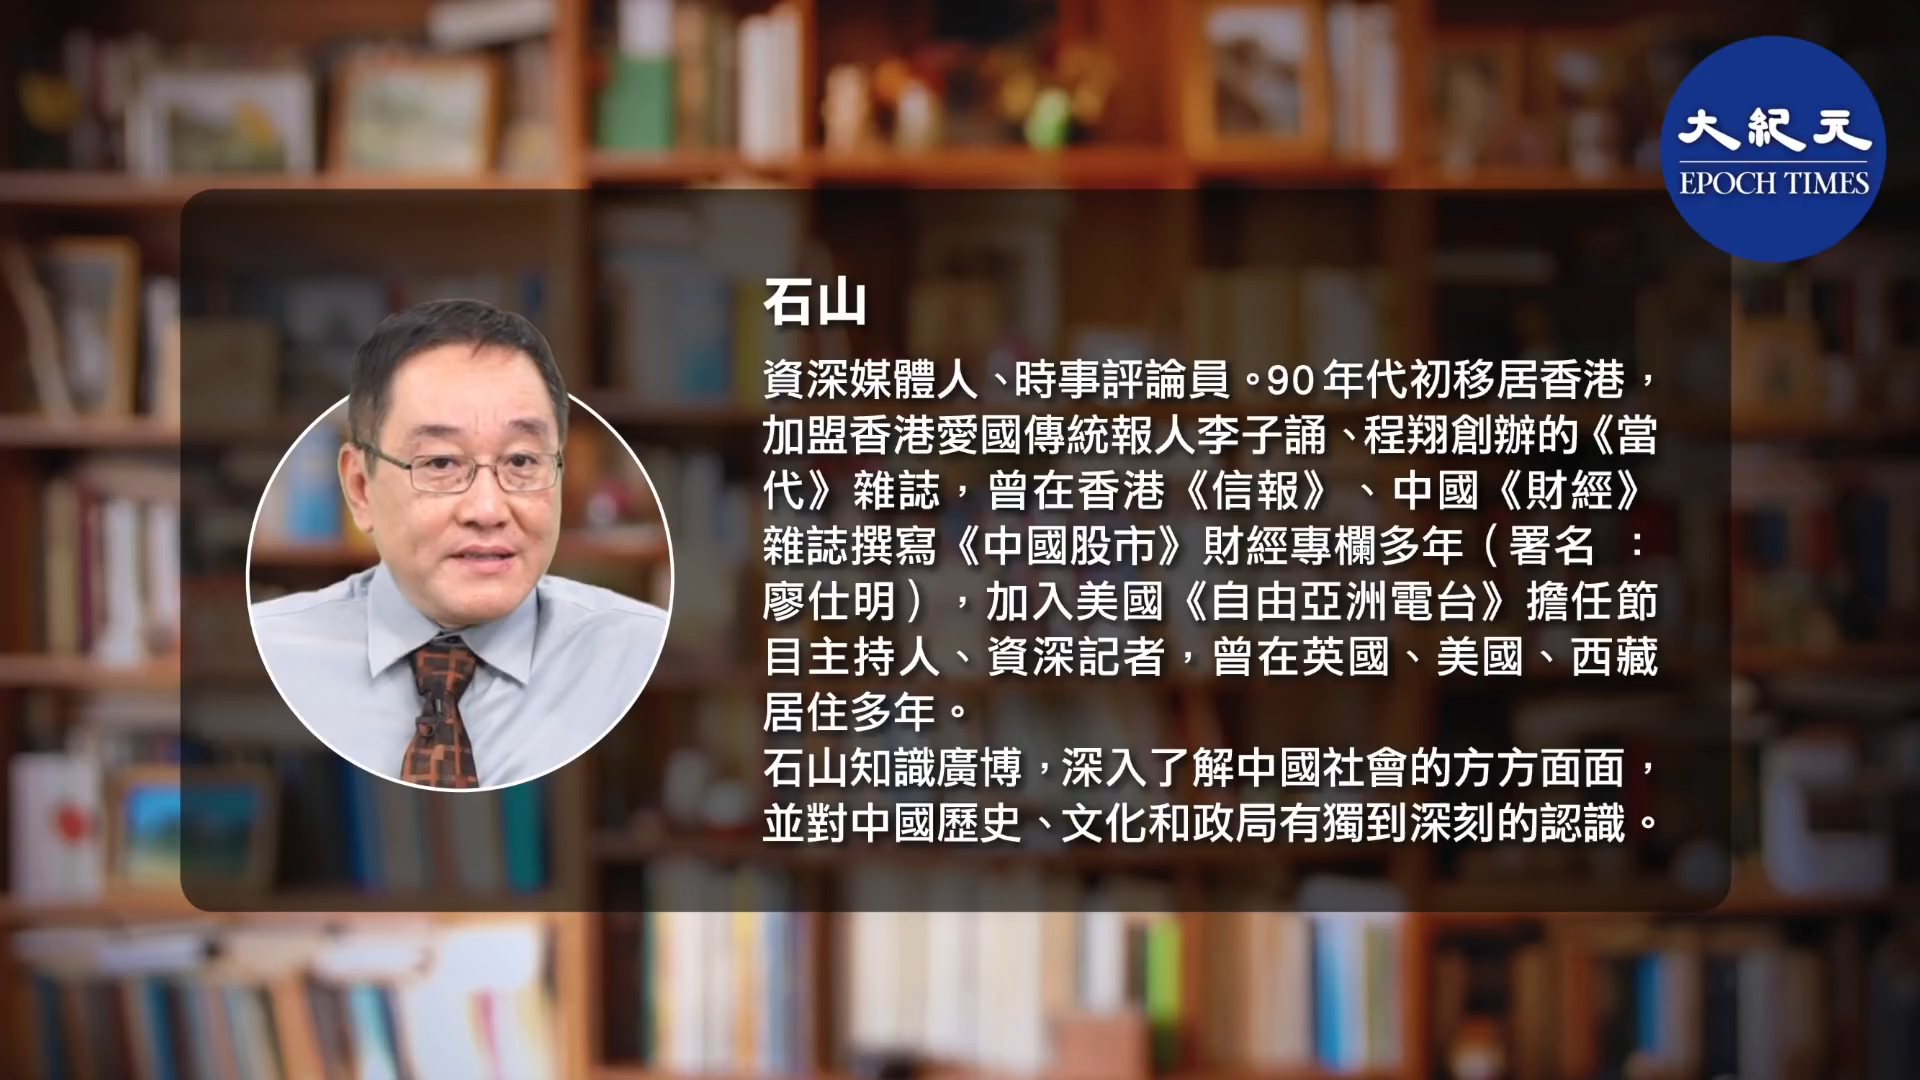 大紀元
EPOCH TIMES
石山
資深媒體人、時事評論員。90年代初移居香港，
加盟香港愛國傳統報人李子誦、程翔創辦的《當
代》雜誌，曾在香港《信報》、中國《財經》
雜誌撰寫《中國股市》財經專欄多年（署名：
廖仕明），加入美國《自由亞洲電台》擔任節
目主持人、資深記者，曾在英國、美國、西藏
居住多年。
石山知識廣博，深入了解中國社會的方方面面，
並對中國歷史、文化和政局有獨到深刻的認識。